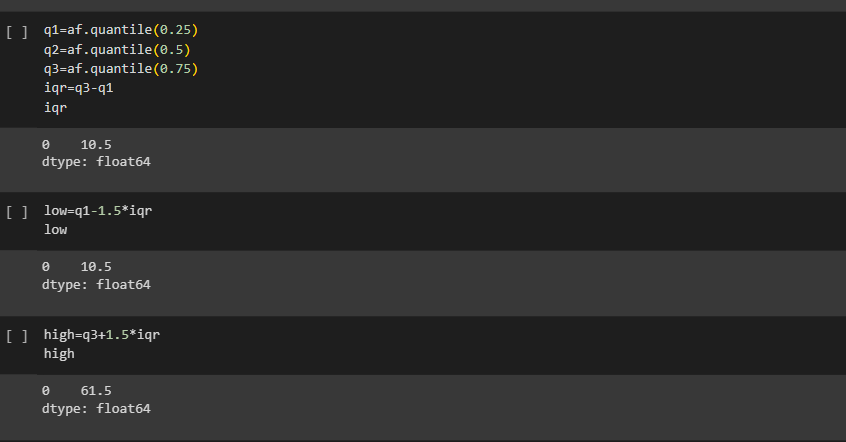 [ ] q1=af.quantile(0.25)
q2=af.quantile(0.5)
q3=af.quantile(0.75)
iqr=q3-q1
iqr
0    10.5
dtype: float64
[ ] low=q1-1.5*iqr
low
0    10.5
dtype: float64
[ ] high=q3+1.5*iqr
high
0    61.5
dtype: float64